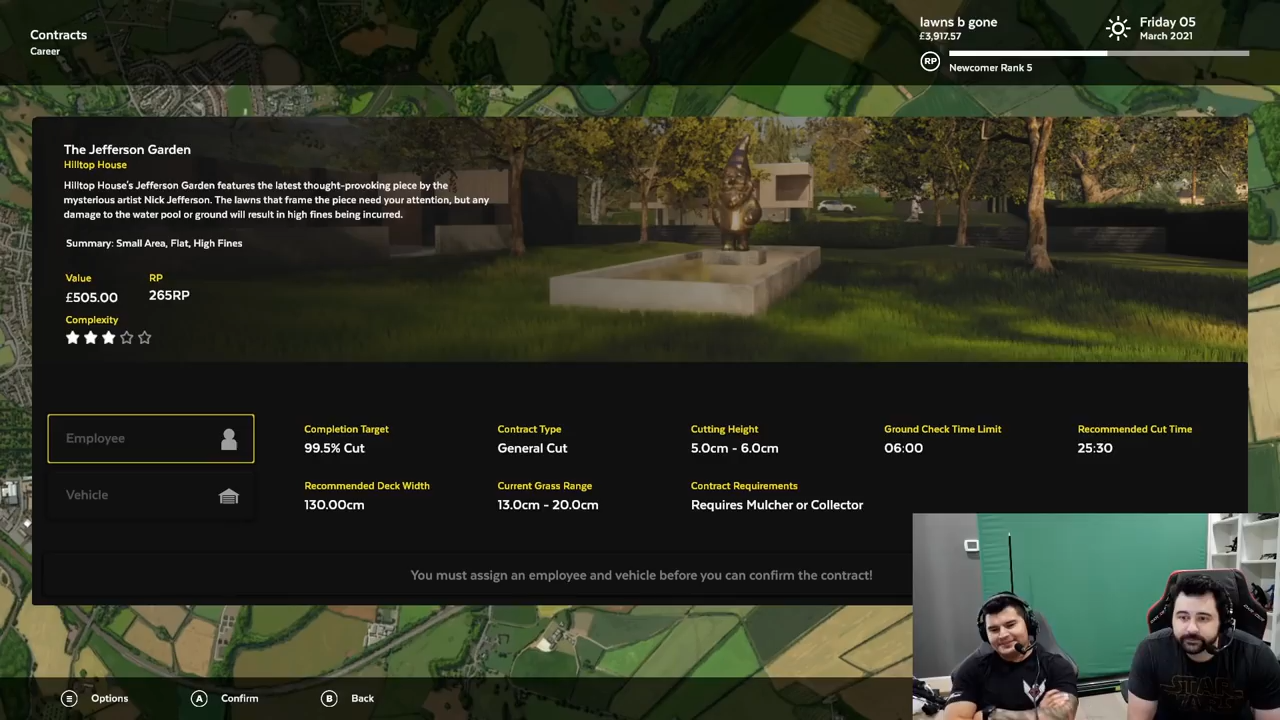 Contracts
Career
lawns b gone
£3,917.57
Friday 05
March 2021
RP
Newcomer Rank 5
The Jefferson Garden
Hilltop House
Hilltop House's Jefferson Garden features the latest thought-provoking piece by the
mysterious artist Nick Jefferson. The lawns that frame the piece need your attention, but any
damage to the water pool or ground will result in high fines being incurred.
Summary: Small Area, Flat, High Fines
Value
RP
£505.00
265RP
Complexity
Employee
Vehicle
Completion Target
Contract Type
Cutting Height
Ground Check Time Limit
Recommended Cut Time
99.5% Cut
General Cut
5.0cm - 6.0cm
06:00
25:30
Recommended Deck Width
Current Grass Range
Contract Requirements
130.00cm
13.0cm - 20.0cm
Requires Mulcher or Collector
You must assign an employee and vehicle before you can confirm the contract!
Options
A
Confirm
B
Back
STAR
WARS